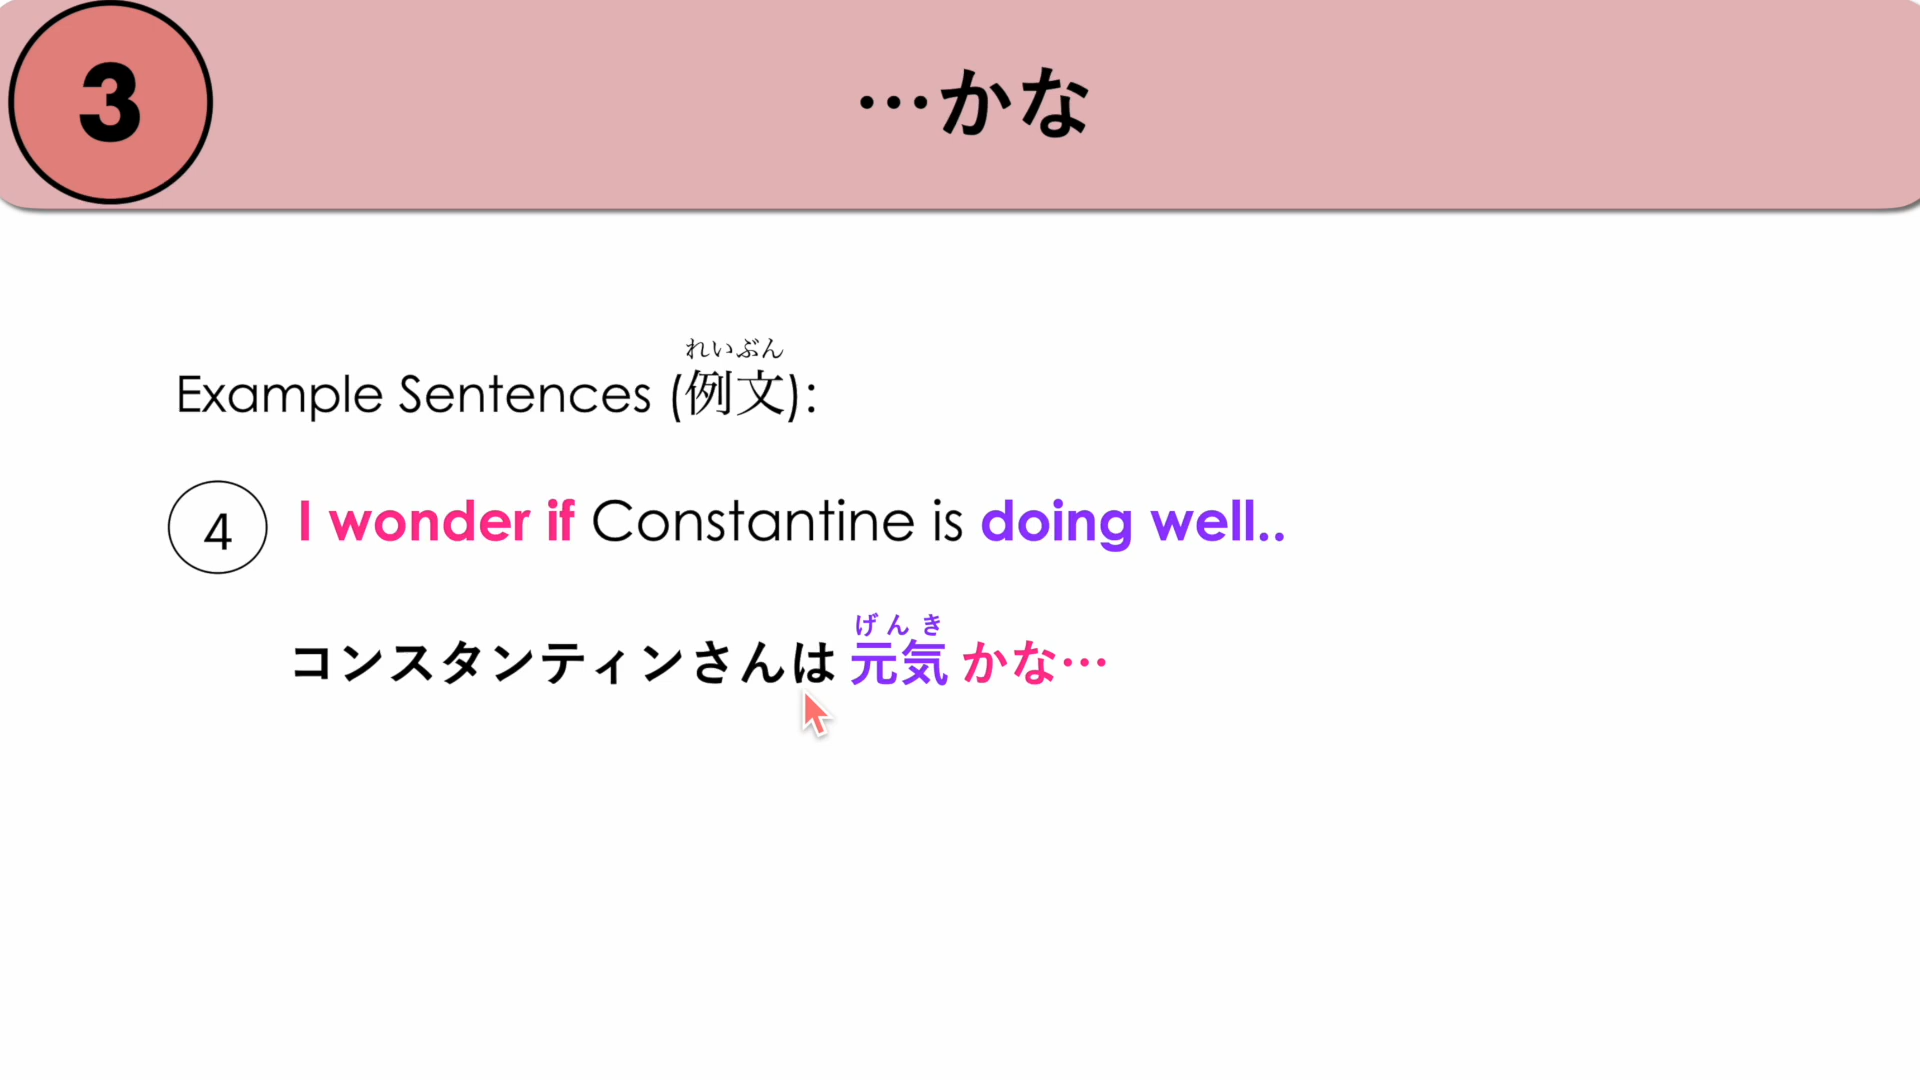 3
…かな
れいぶん
Example Sentences (例文):
4
I wonder if Constantine is doing well..
げんき
コンスタンティンさんは 元気 かな…